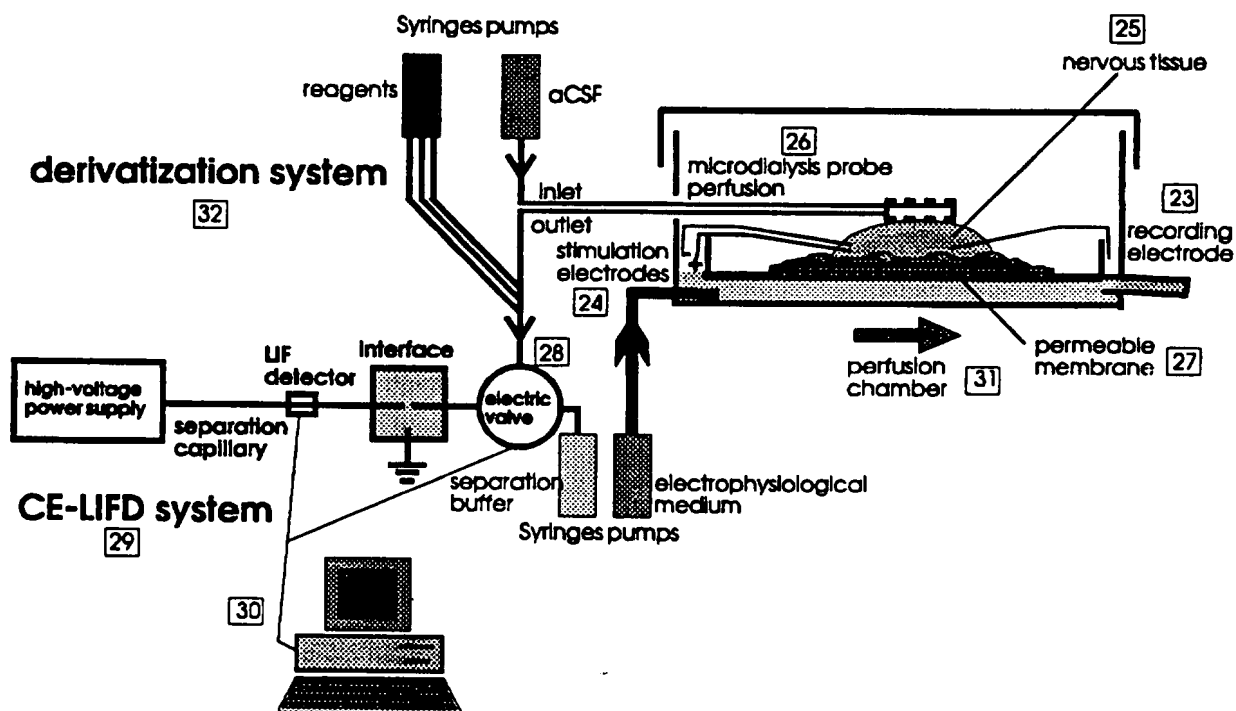 Syringes pumps
reagents
aCSF
25
nervous tissue
derivatization system
32
26
microdialysis probe
perfusion
inlet
outlet
23
recording
electrode
stimulation
electrodes
24
-
+
28
perfusion
chamber
31
permeable
membrane
27
high-voltage
power supply
LIF
detector
interface
electric
valve
separation
capillary
separation
buffer
electrophysiological
medium
Syringes pumps
CE-LIFD system
29
30